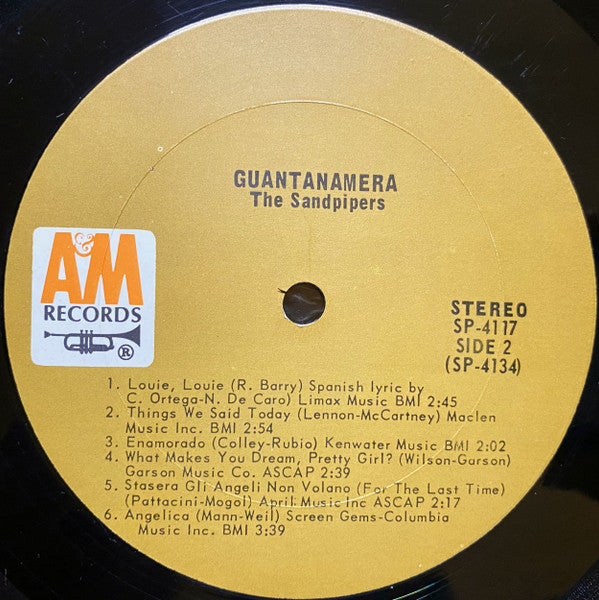 GUANTANAMERA
The Sandpipers
A&M
RECORDS
®
STEREO
SP-4117
SIDE 2
(SP-4134)
1. Louie, Louie (R. Barry) Spanish lyric by
C. Ortega-N. De Caro) Limax Music BMI 2:45
2. Things We Said Today (Lennon-McCartney) Maclen
Music Inc. BMI 2:54
3. Enamorado (Colley-Rubio) Kenwater Music BMI 2:02
4. What Makes You Dream, Pretty Girl? (Wilson-Garson)
Garson Music Co. ASCAP 2:39
5. Stasera Gli Angeli Non Volano (For The Last Time)
(Pattacini-Mogol) April Music Inc ASCAP 2:17
6. Angelica (Mann-Weil) Screen Gems-Columbia
Music Inc. BMI 3:39